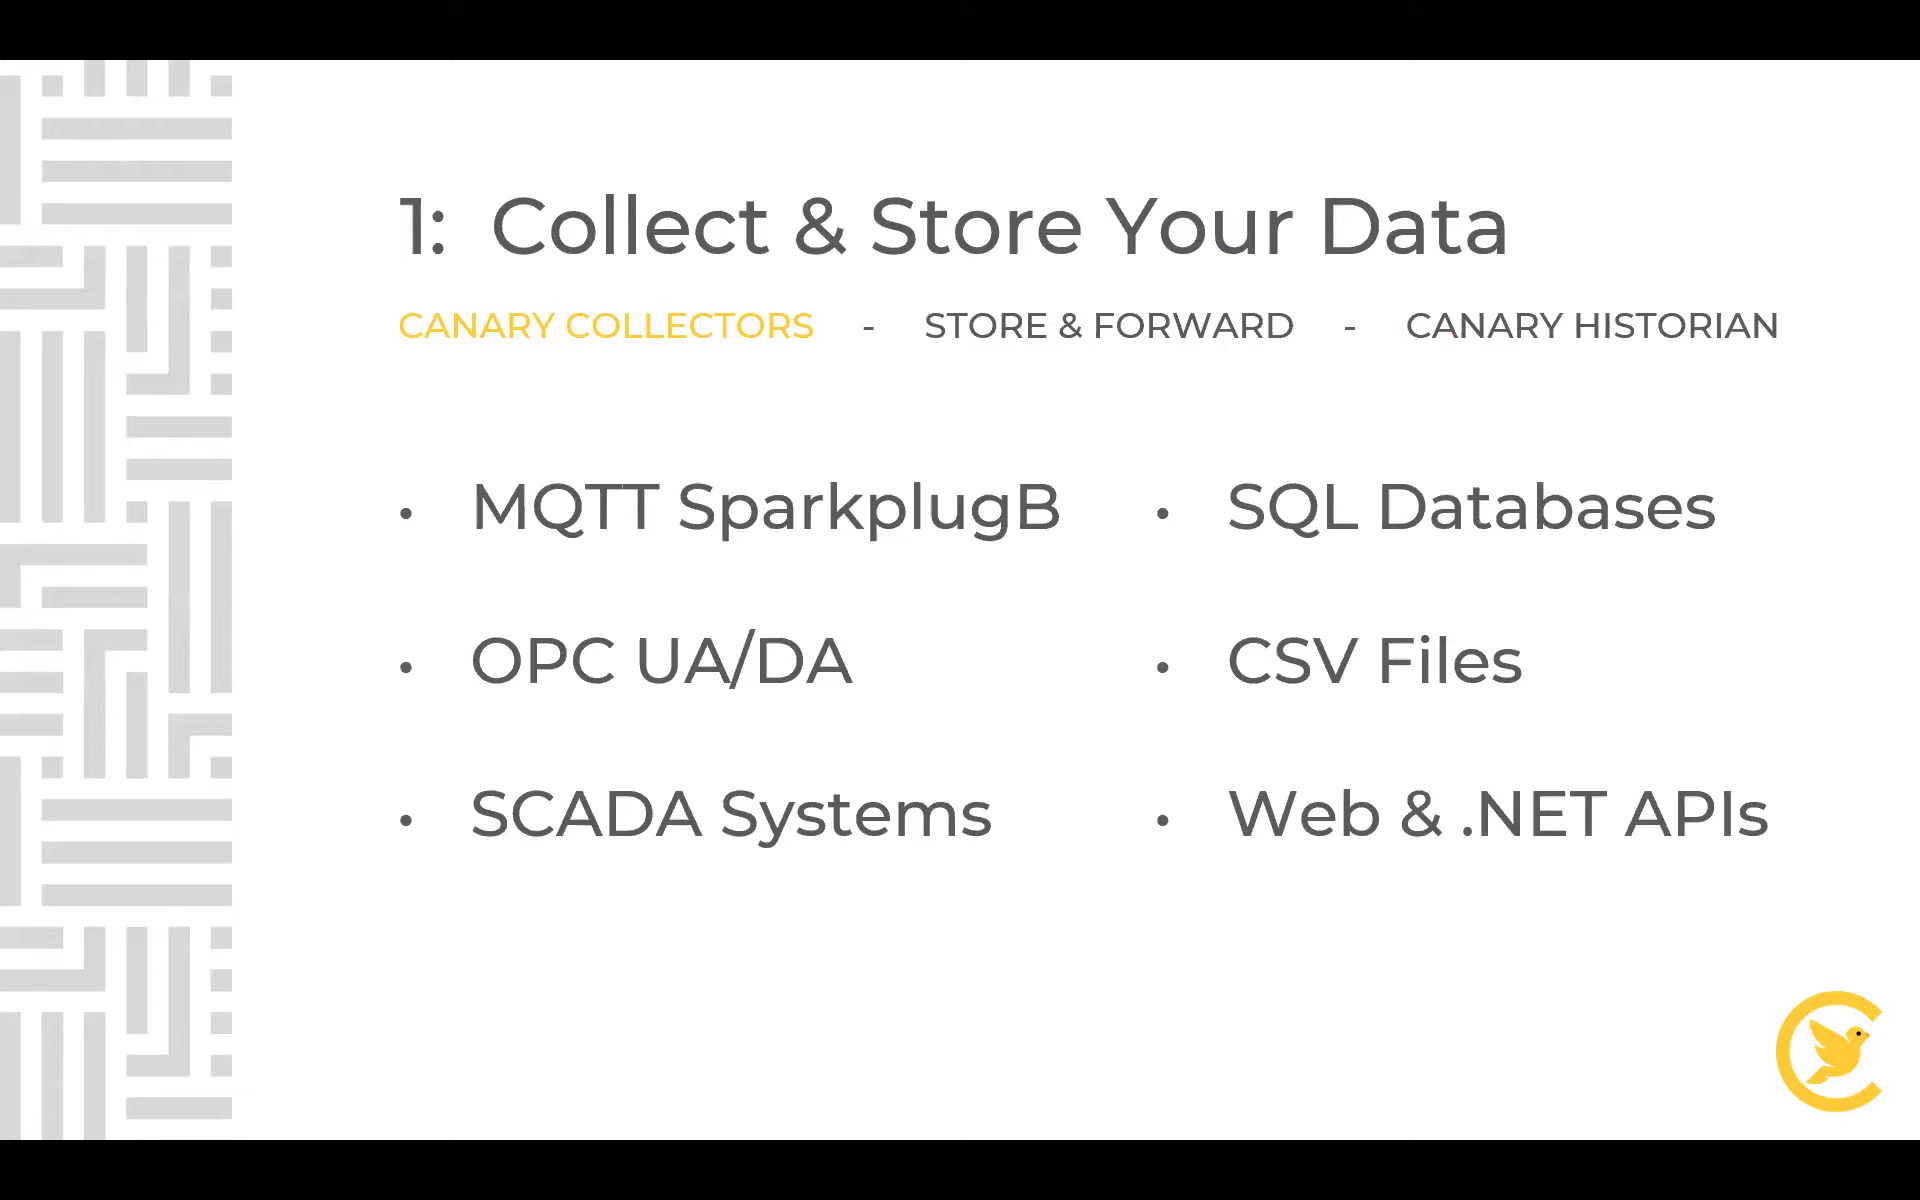 1: Collect & Store Your Data
CANARY COLLECTORS - STORE & FORWARD - CANARY HISTORIAN
• MQTT SparkplugB
• OPC UA/DA
• SCADA Systems
• SQL Databases
• CSV Files
• Web & .NET APIs